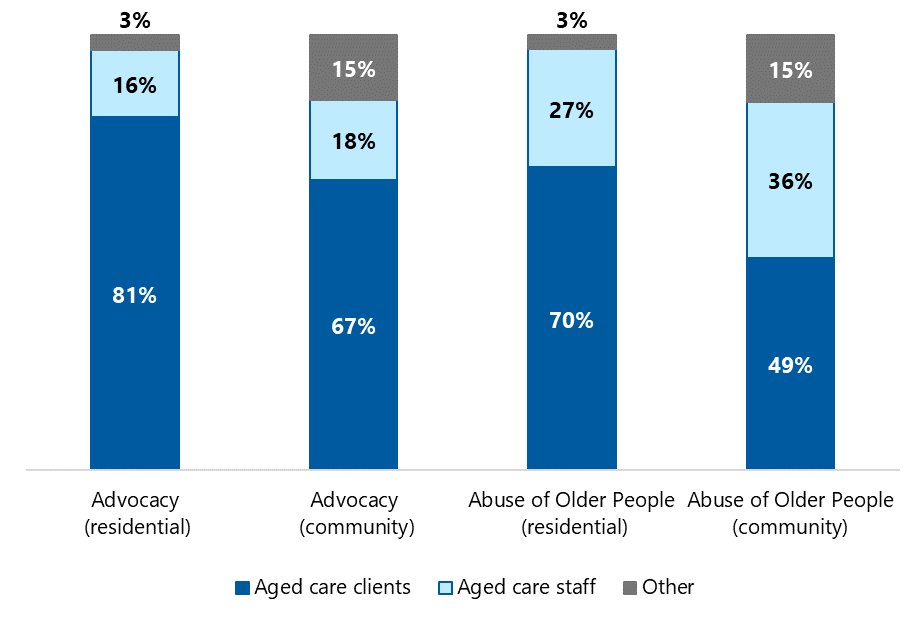 3%
3%
15%
15%
16%
27%
18%
36%
81%
67%
70%
49%
Advocacy
(residential)
Advocacy
(community)
Abuse of Older People
(residential)
Abuse of Older People
(community)
Aged care clients
Aged care staff
Other